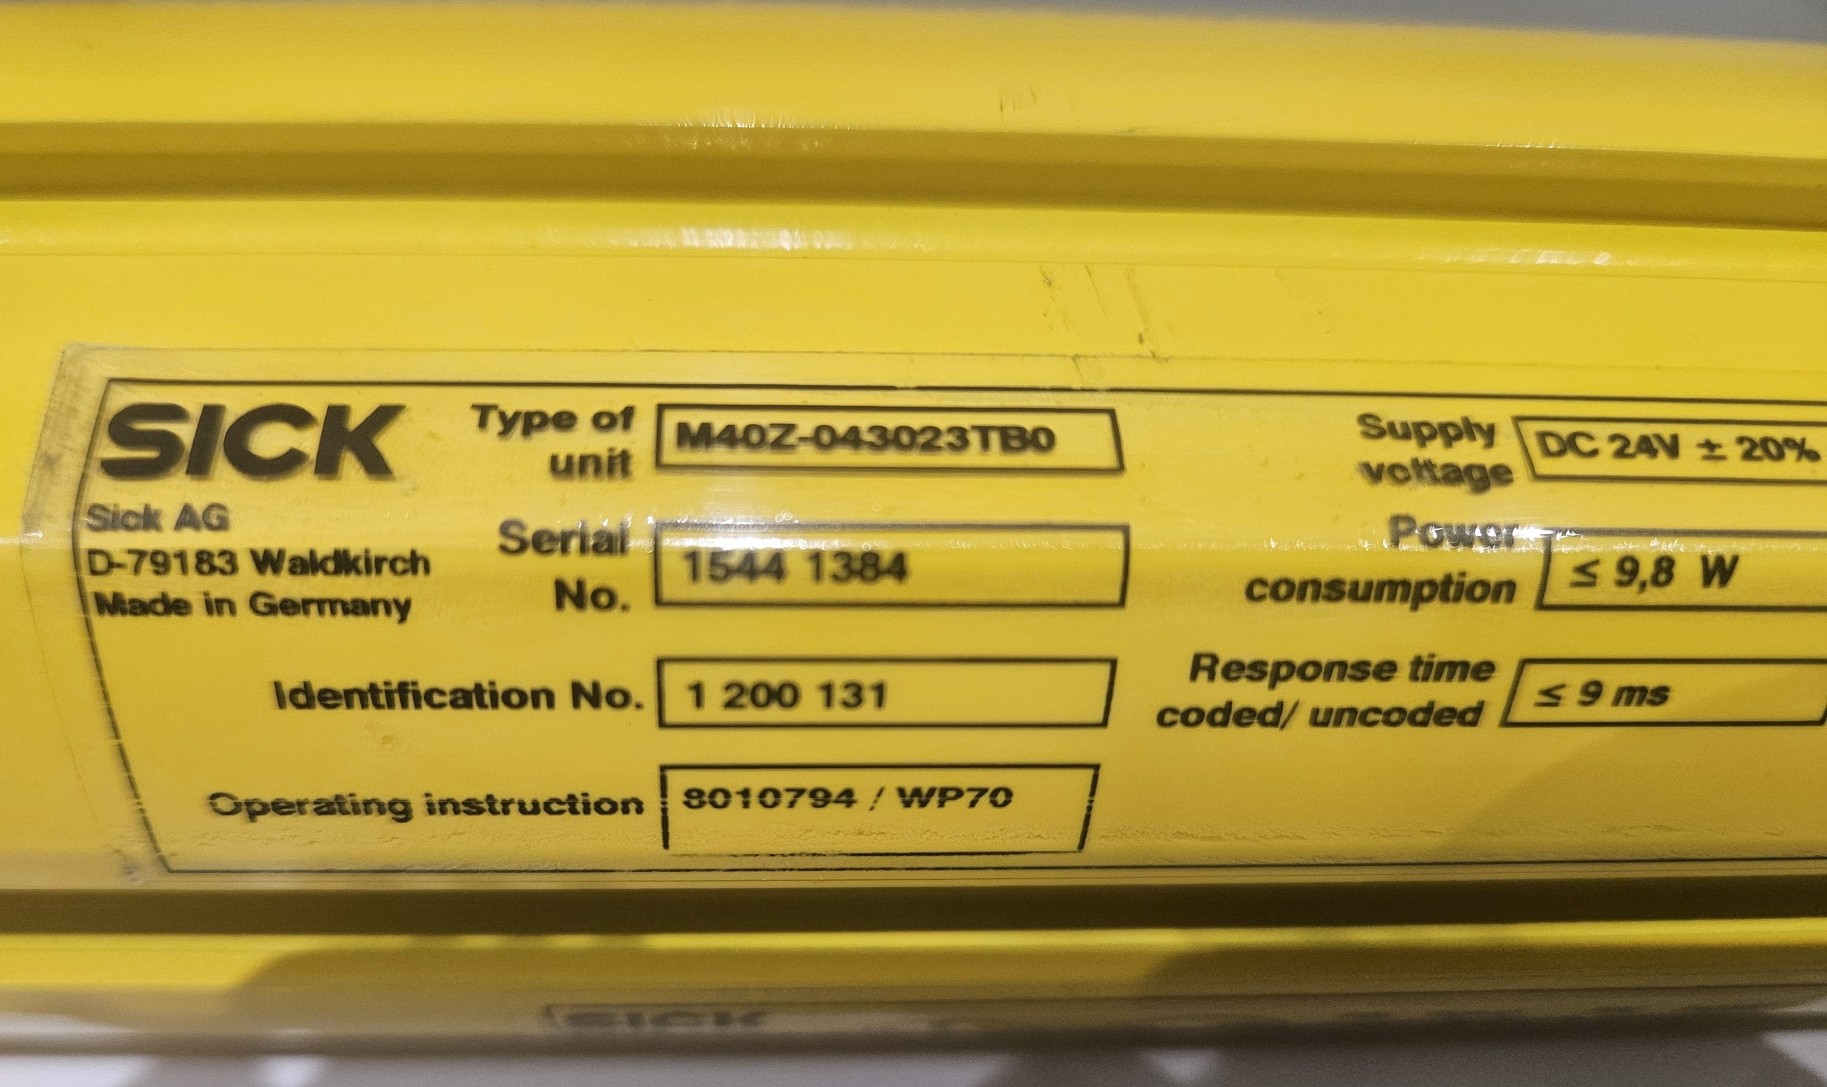 SICK
Sick AG
D-79183 Waldkirch
Made in Germany
Type of
unit
M40Z-043023TB0
Serial
No.
1544 1384
Identification No.
1 200 131
Operating instruction
8010794 / WP70
Supply
voltage
DC 24V ± 20%
Power
consumption
≤ 9,8 W
Response time
coded/ uncoded
≤ 9 ms
SICK